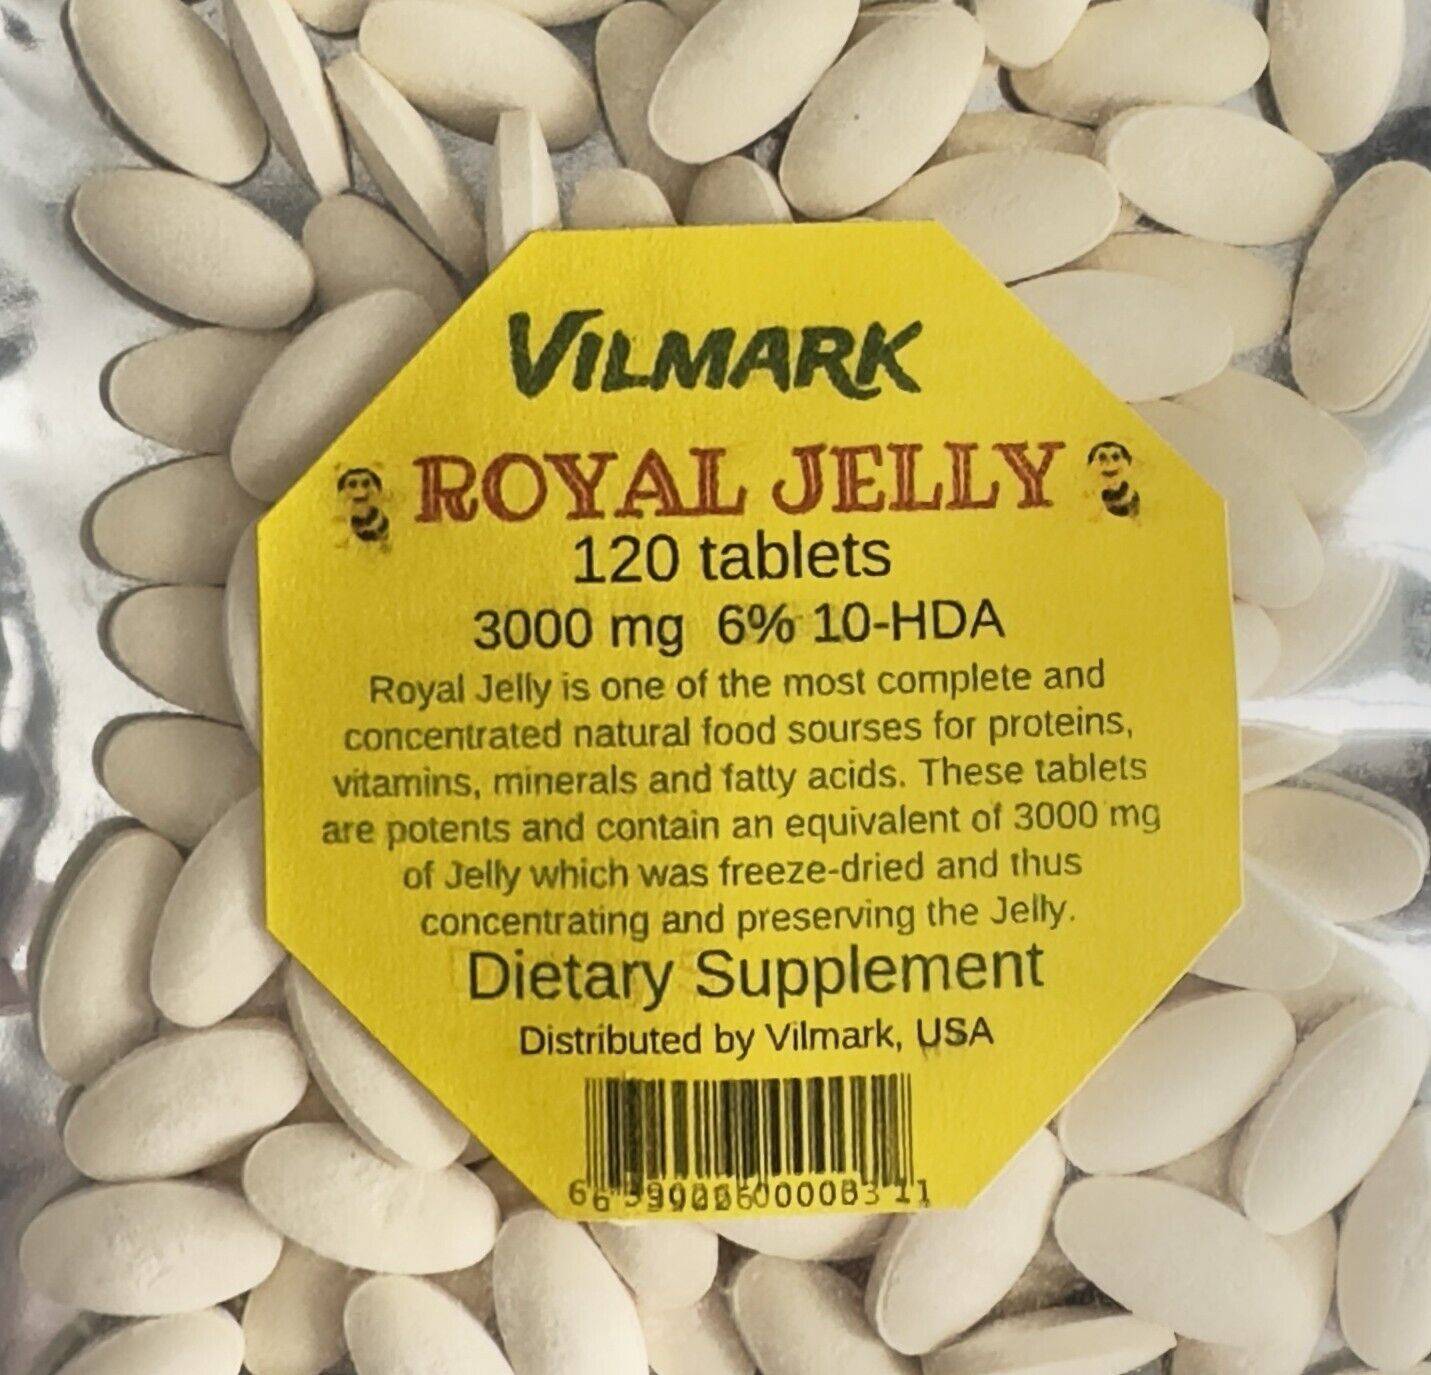 VILMARK
ROYAL JELLY
120 tablets
3000 mg 6% 10-HDA
Royal Jelly is one of the most complete and
concentrated natural food sourses for proteins,
vitamins, minerals and fatty acids. These tablets
are potents and contain an equivalent of 3000 mg
of Jelly which was freeze-dried and thus
concentrating and preserving the Jelly.
Dietary Supplement
Distributed by Vilmark, USA